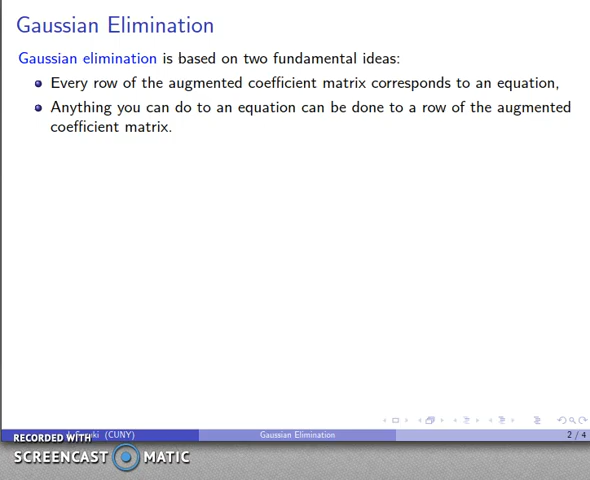 Gaussian Elimination
Gaussian elimination is based on two fundamental ideas:
Every row of the augmented coefficient matrix corresponds to an equation,
Anything you can do to an equation can be done to a row of the augmented
coefficient matrix.
(CUNY) Gaussian Elimination 2 / 4
RECORDED WITH
SCREENCAST MATIC